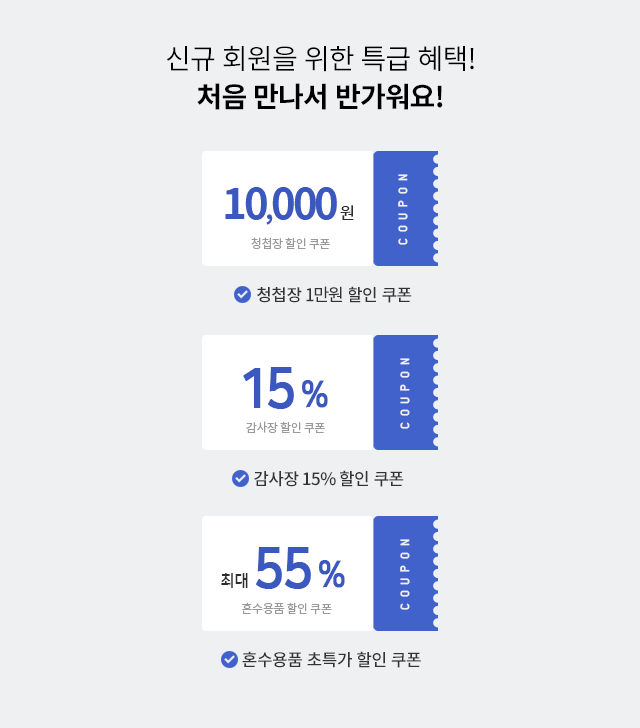 신규 회원을 위한 특급 혜택!
처음 만나서 반가워요!
10,000 원
청첩장 할인 쿠폰
COUPON
청첩장 1만원 할인 쿠폰
15 %
감사장 할인 쿠폰
COUPON
감사장 15% 할인 쿠폰
최대 55 %
혼수용품 할인 쿠폰
COUPON
혼수용품 초특가 할인 쿠폰